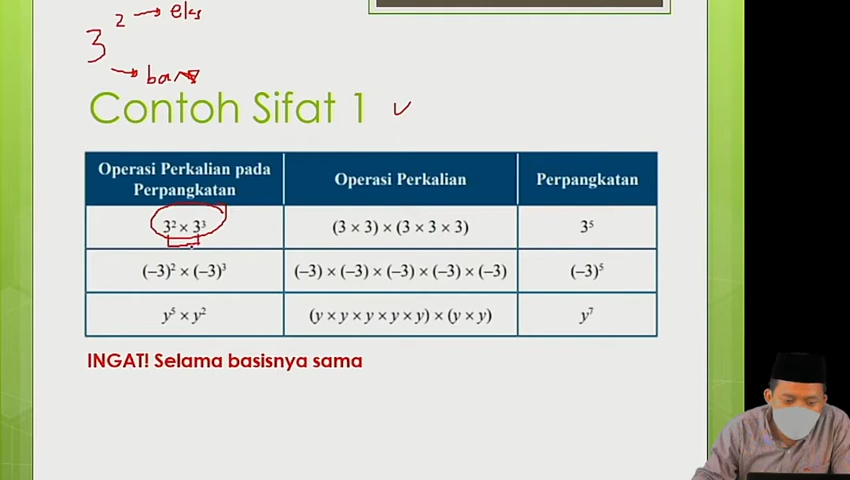 2 → eks
3
→ baris
Contoh Sifat 1 ✓
Operasi Perkalian pada Perpangkatan
Operasi Perkalian
Perpangkatan
3² × 3³
(3 × 3) × (3 × 3 × 3)
3⁵
(–3)² × (–3)³
(–3) × (–3) × (–3) × (–3) × (–3)
(–3)⁵
y⁵ × y²
(y × y × y × y × y) × (y × y)
y⁷
INGAT! Selama basisnya sama